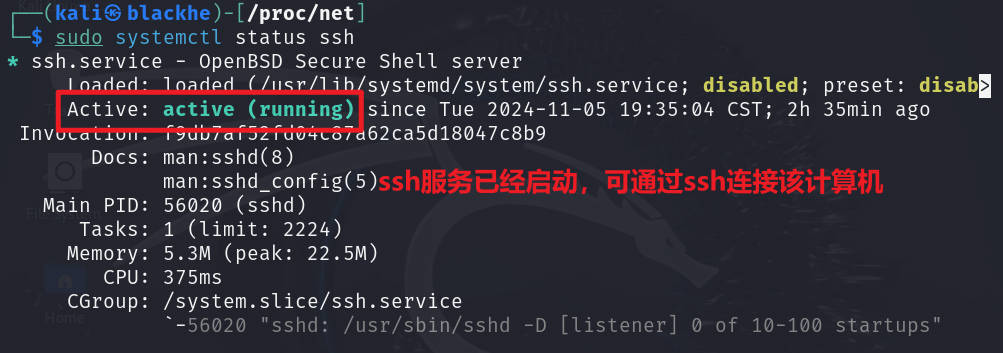 ┌──(kali㉿blackhe)-[/proc/net]
└─$ sudo systemctl status ssh
* ssh.service - OpenBSD Secure Shell server
Loaded: loaded (/usr/lib/systemd/system/ssh.service; disabled; preset: disab>
Active: active (running) since Tue 2024-11-05 19:35:04 CST; 2h 35min ago
Invocation:
Docs: man:sshd(8)
man:sshd_config(5)ssh服务已经启动，可通过ssh连接该计算机
Main PID: 56020 (sshd)
Tasks: 1 (limit: 2224)
Memory: 5.3M (peak: 22.5M)
CPU: 375ms
CGroup: /system.slice/ssh.service
`-56020 "sshd: /usr/sbin/sshd -D [listener] 0 of 10-100 startups"
Home